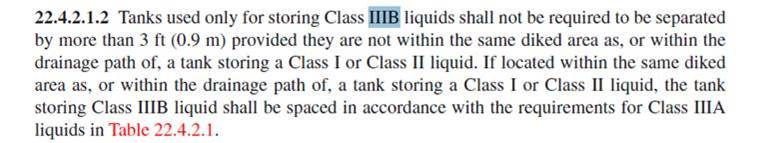 22.4.2.1.2 Tanks used only for storing Class IIIB liquids shall not be required to be separated
by more than 3 ft (0.9 m) provided they are not within the same diked area as, or within the
drainage path of, a tank storing a Class I or Class II liquid. If located within the same diked
area as, or within the drainage path of, a tank storing a Class I or Class II liquid, the tank
storing Class IIIB liquid shall be spaced in accordance with the requirements for Class IIIA
liquids in Table 22.4.2.1.